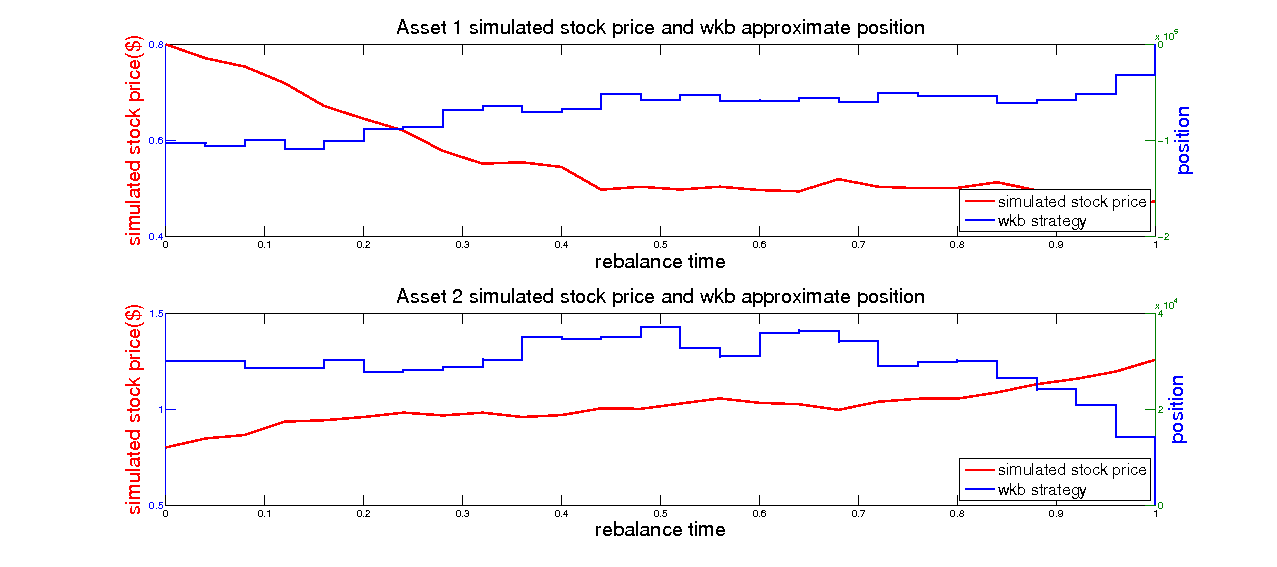 Asset 1 simulated stock price and wkb approximate position
x 10^5
simulated stock price($)
0.8
0.6
0.4
0
-1
-2
position
simulated stock price
wkb strategy
0 0.1 0.2 0.3 0.4 0.5 0.6 0.7 0.8 0.9 1
rebalance time
Asset 2 simulated stock price and wkb approximate position
x 10^4
simulated stock price($)
1.5
1
0.5
4
2
0
position
simulated stock price
wkb strategy
0 0.1 0.2 0.3 0.4 0.5 0.6 0.7 0.8 0.9 1
rebalance time